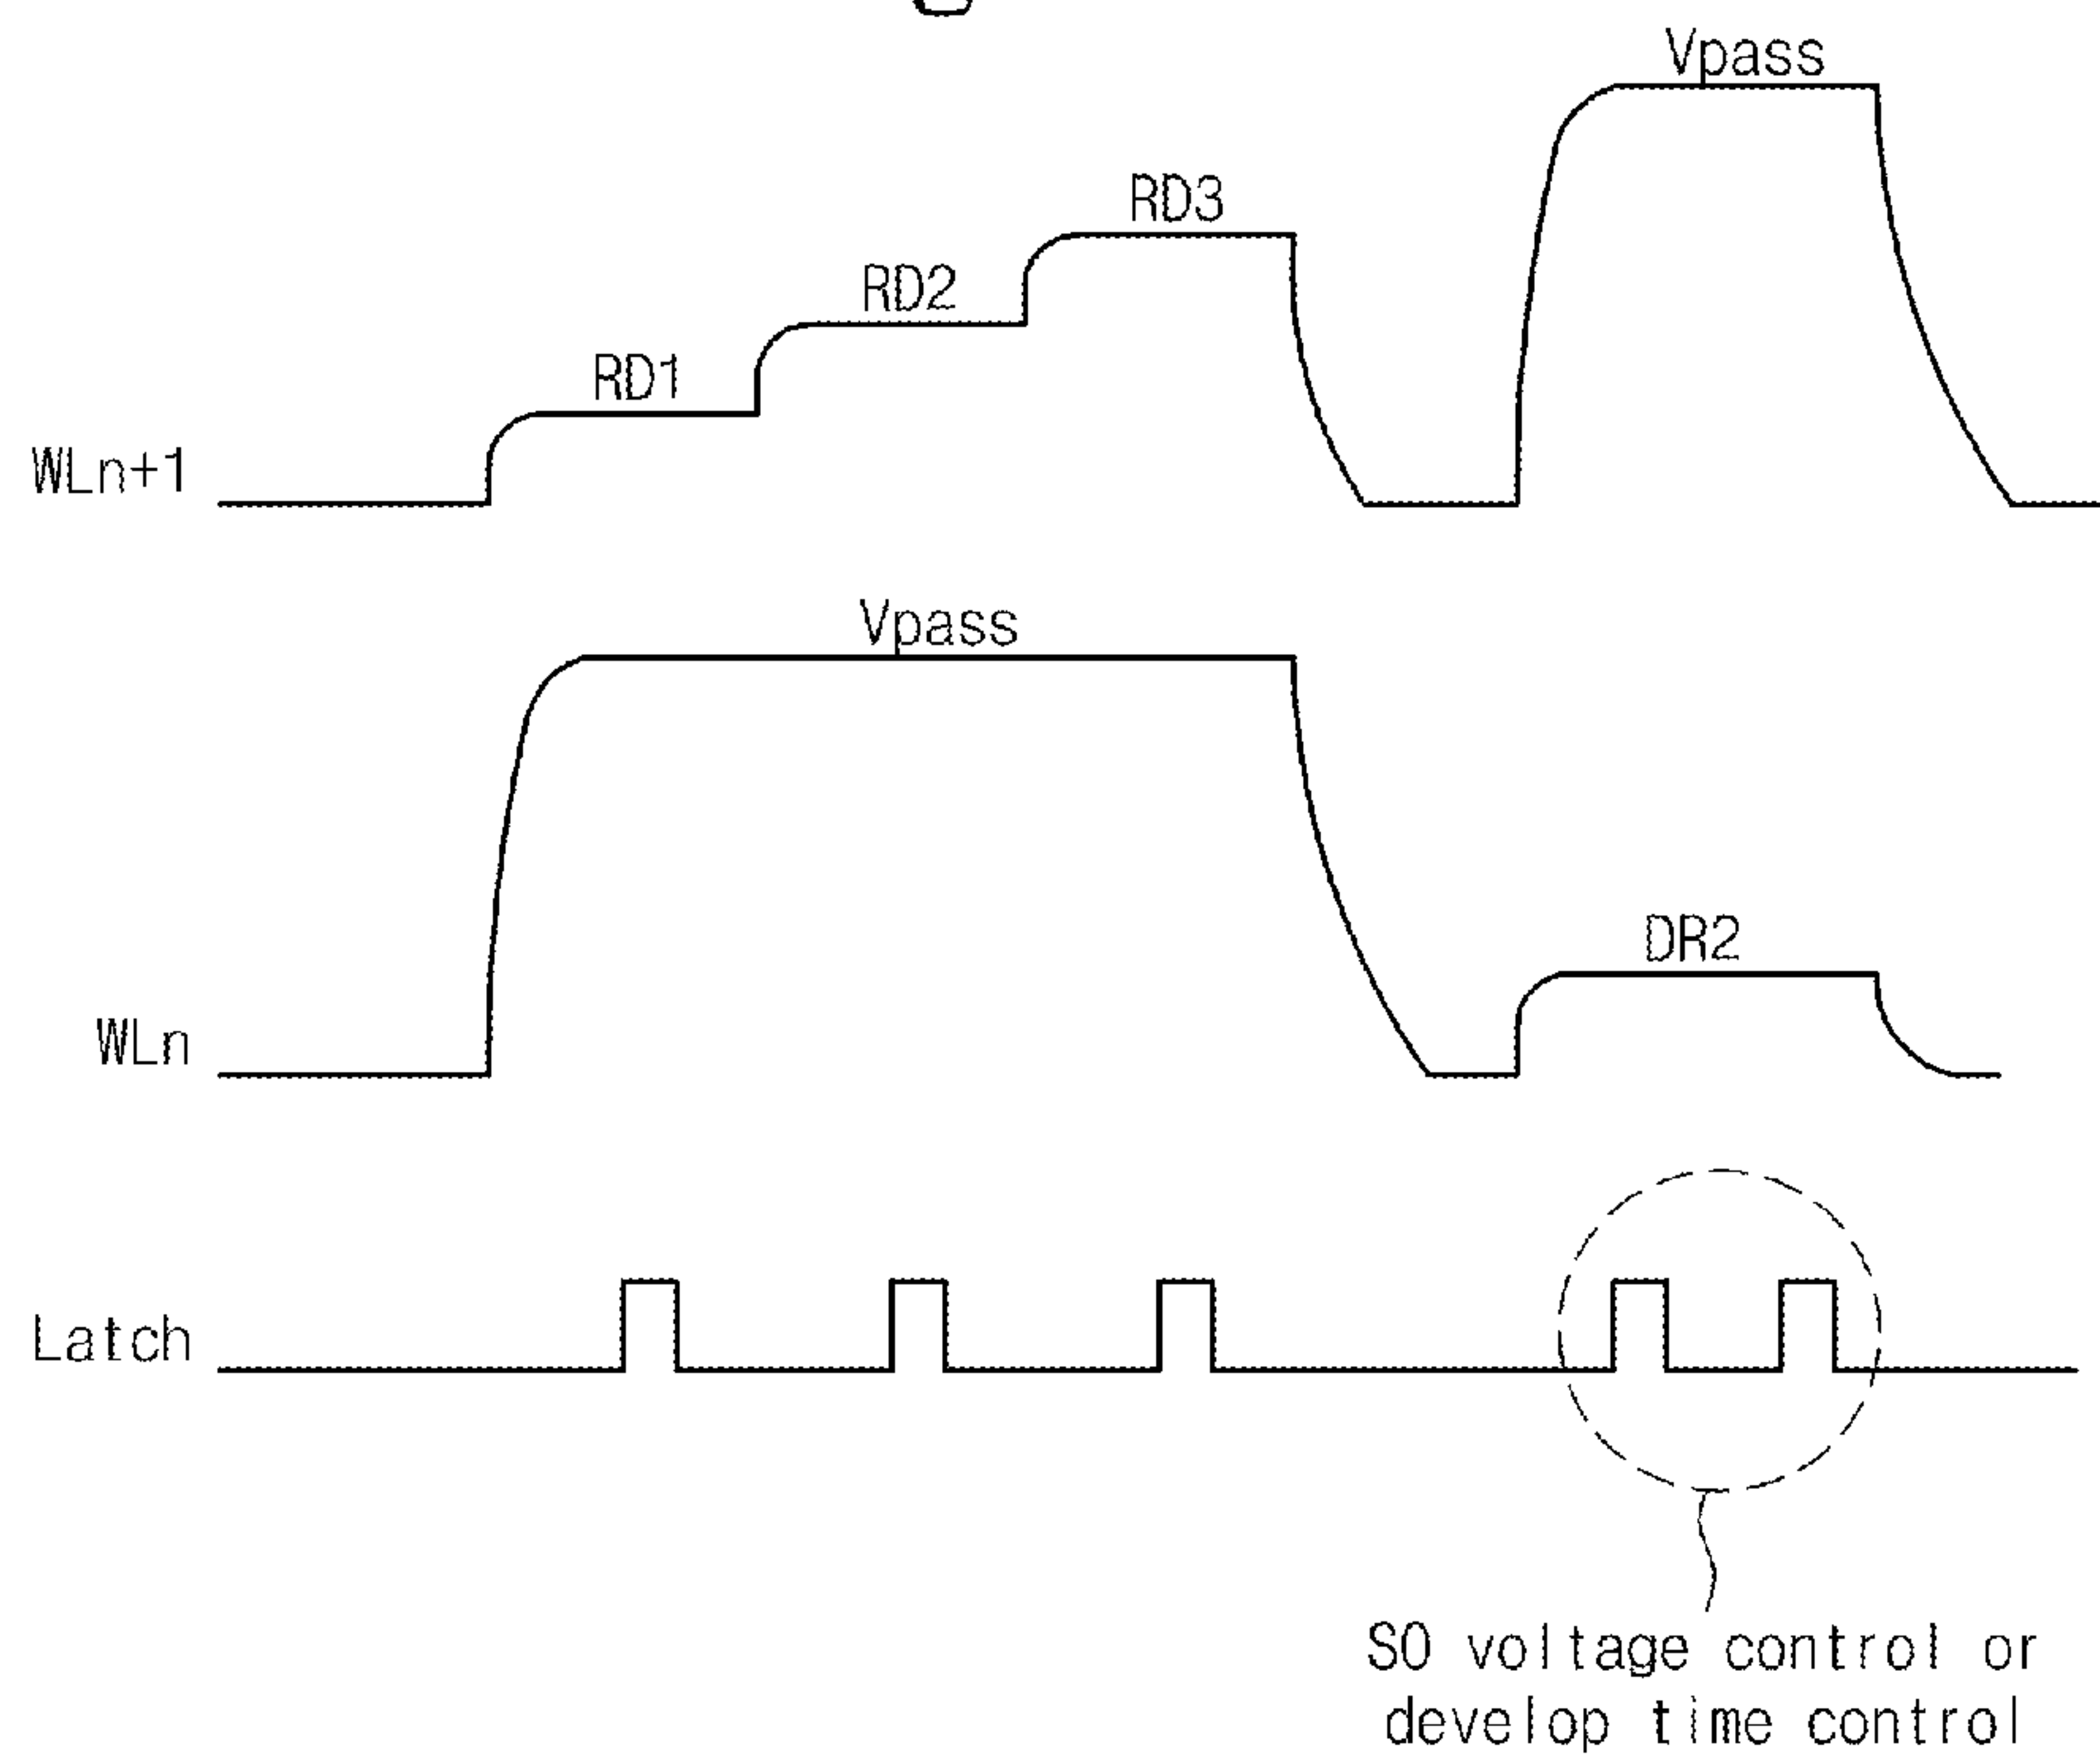 Vpass
RD3
RD2
RD1
WLn+1
Vpass
DR2
WLn
Latch
SO voltage control or
develop time control